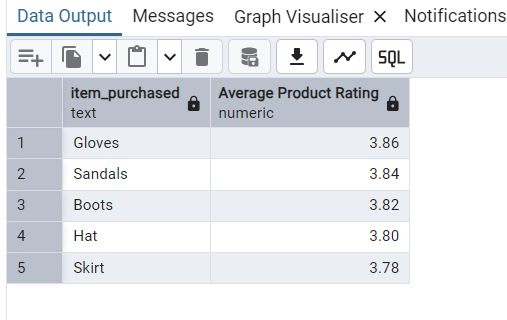 Data Output Messages Graph Visualiser Notifications
SQL
item_purchased Average Product Rating
text numeric
1 Gloves 3.86
2 Sandals 3.84
3 Boots 3.82
4 Hat 3.80
5 Skirt 3.78